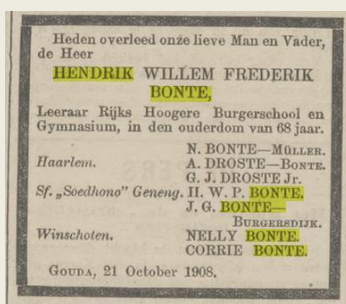 Heden overleed onze lieve Man en Vader,
de Heer
HENDRIK WILLEM FREDERIK
BONTE,
Leeraar Rijks Hoogere Burgerschool en
Gymnasium, in den ouderdom van 68 jaar.
N. BONTE—MÜLLER.
Haarlem. A. DROSTE—BONTE.
G. J. DROSTE Jr.
Sf. „Soedhono" Geneng. H. W. P. BONTE.
J. G. BONTE—
BURGERSDIJK.
Winschoten. NELLY BONTE.
CORRIE BONTE.
GOUDA, 21 October 1908.